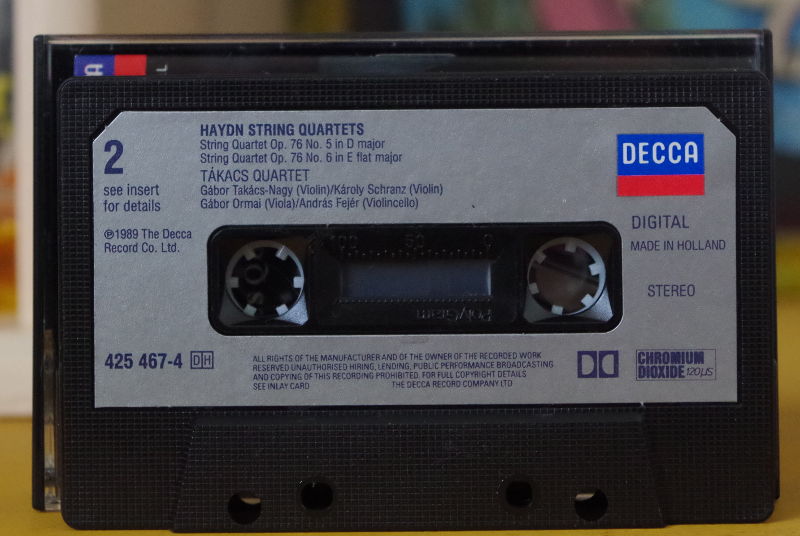 2
see insert
for details
HAYDN STRING QUARTETS
String Quartet Op. 76 No. 5 in D major
String Quartet Op. 76 No. 6 in E flat major
TÁKACS QUARTET
Gábor Takács-Nagy (Violin)/Károly Schranz (Violin)
Gábor Ormai (Viola)/András Fejér (Violincello)
℗1989 The Decca
Record Co. Ltd.
DECCA
DIGITAL
MADE IN HOLLAND
STEREO
100 50 0
PolyGram
425 467-4 DH
ALL RIGHTS OF THE MANUFACTURER AND OF THE OWNER OF THE RECORDED WORK
RESERVED UNAUTHORISED HIRING, LENDING, PUBLIC PERFORMANCE BROADCASTING
AND COPYING OF THIS RECORDING PROHIBITED. FOR FULL COPYRIGHT DETAILS
SEE INLAY CARD THE DECCA RECORD COMPANY LTD
CHROMIUM
DIOXIDE 120 µS